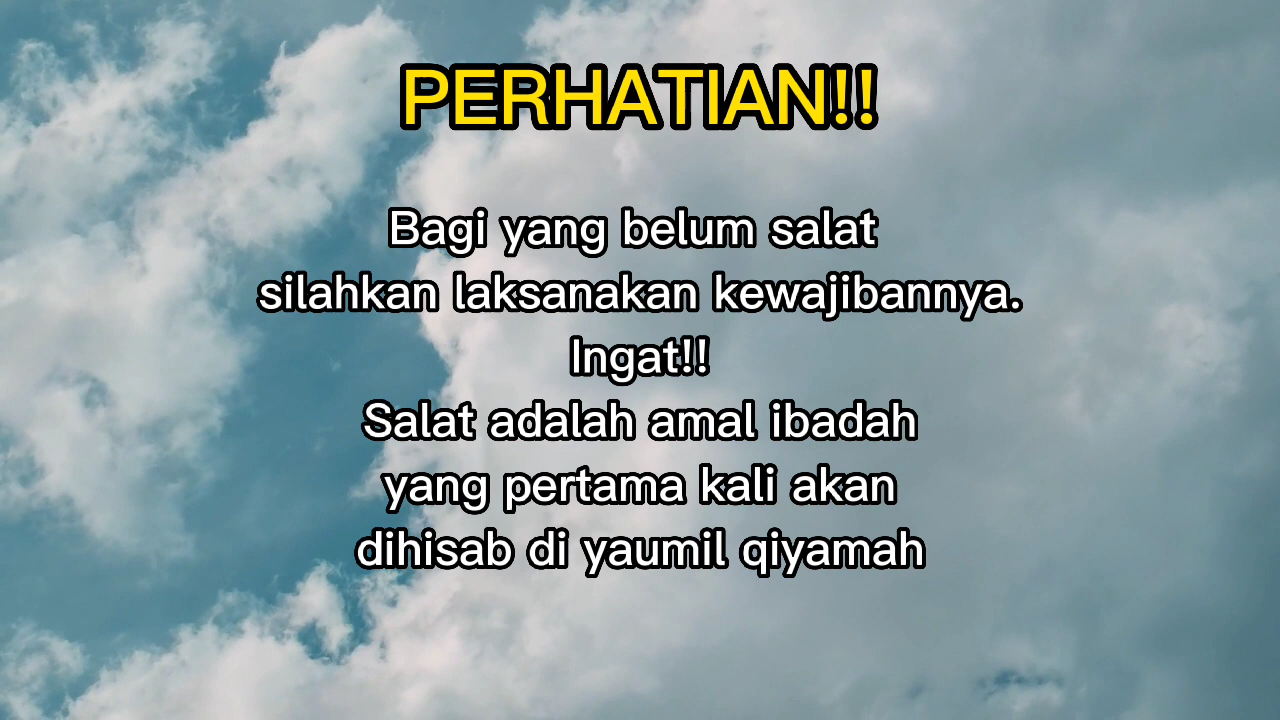 PERHATIAN!!
Bagi yang belum salat
silahkan laksanakan kewajibannya.
Ingat!!
Salat adalah amal ibadah
yang pertama kali akan
dihisab di yaumil qiyamah